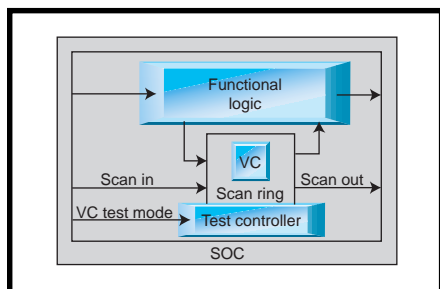 Functional
logic
VC
Scan in
Scan out
Scan ring
VC test mode
Test controller
SOC